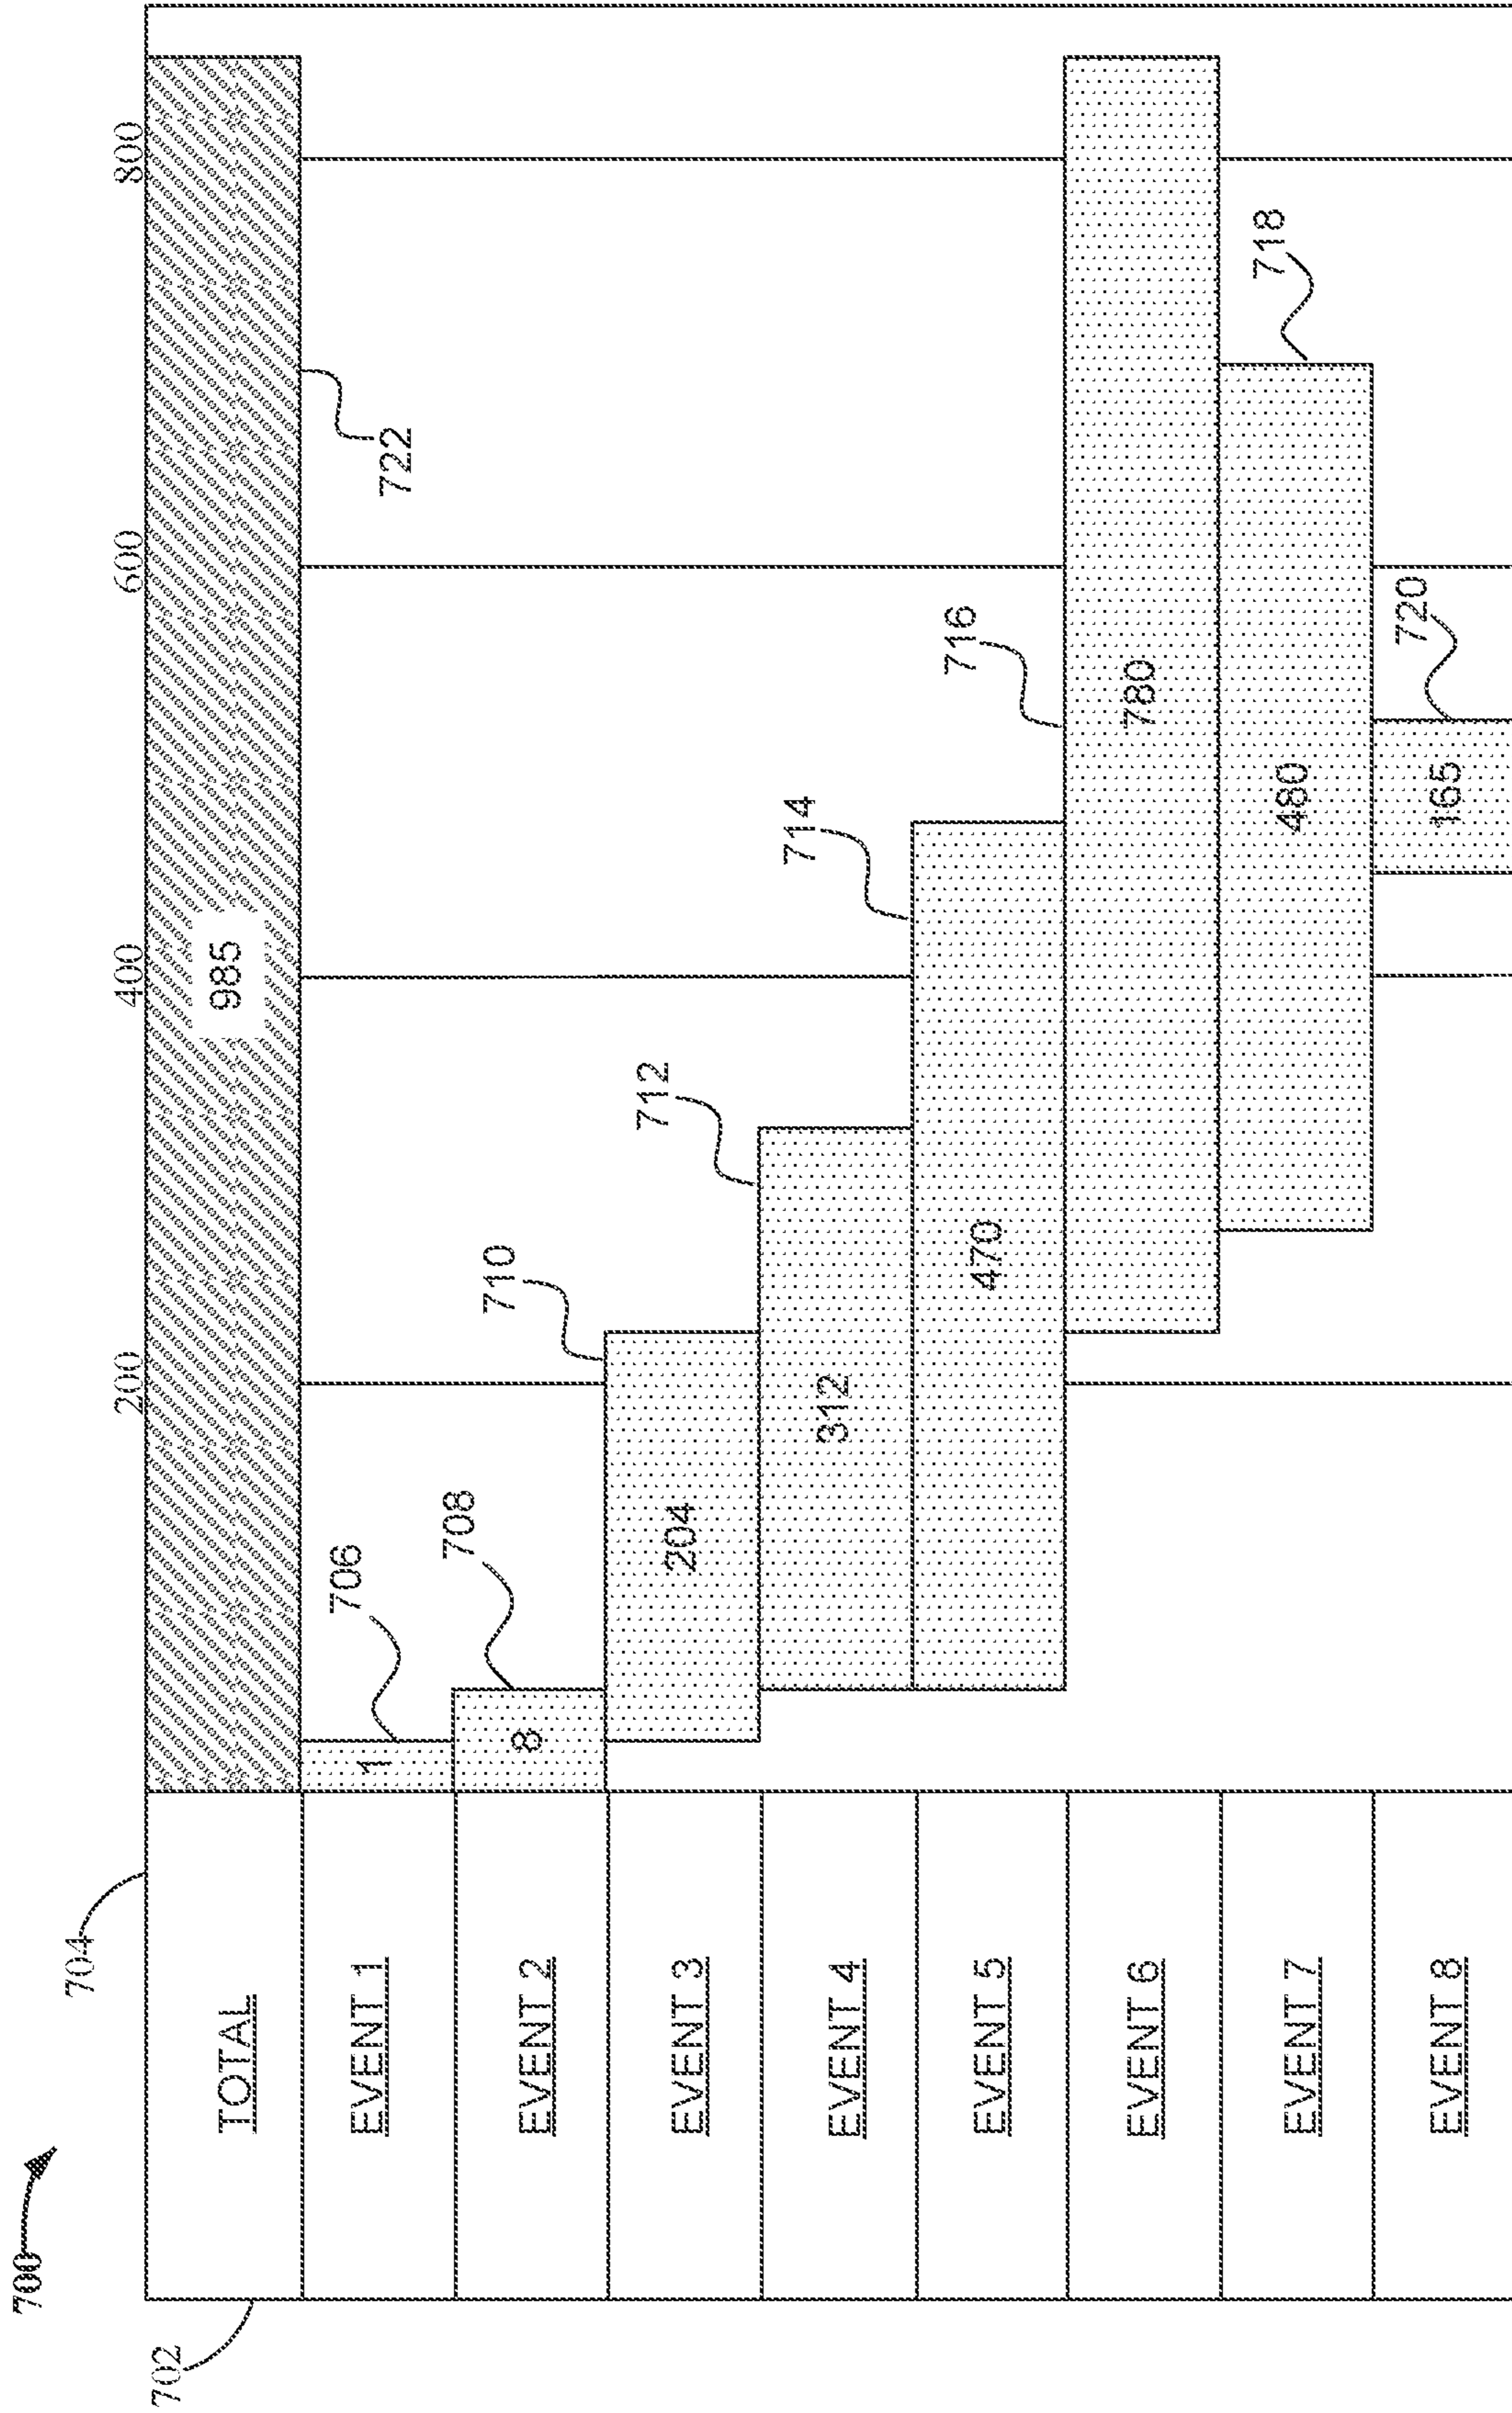 700
702
704
200
400
600
800
TOTAL
985
722
EVENT 1
1
706
EVENT 2
8
708
EVENT 3
204
710
EVENT 4
312
712
EVENT 5
470
714
EVENT 6
780
716
EVENT 7
480
718
EVENT 8
165
720